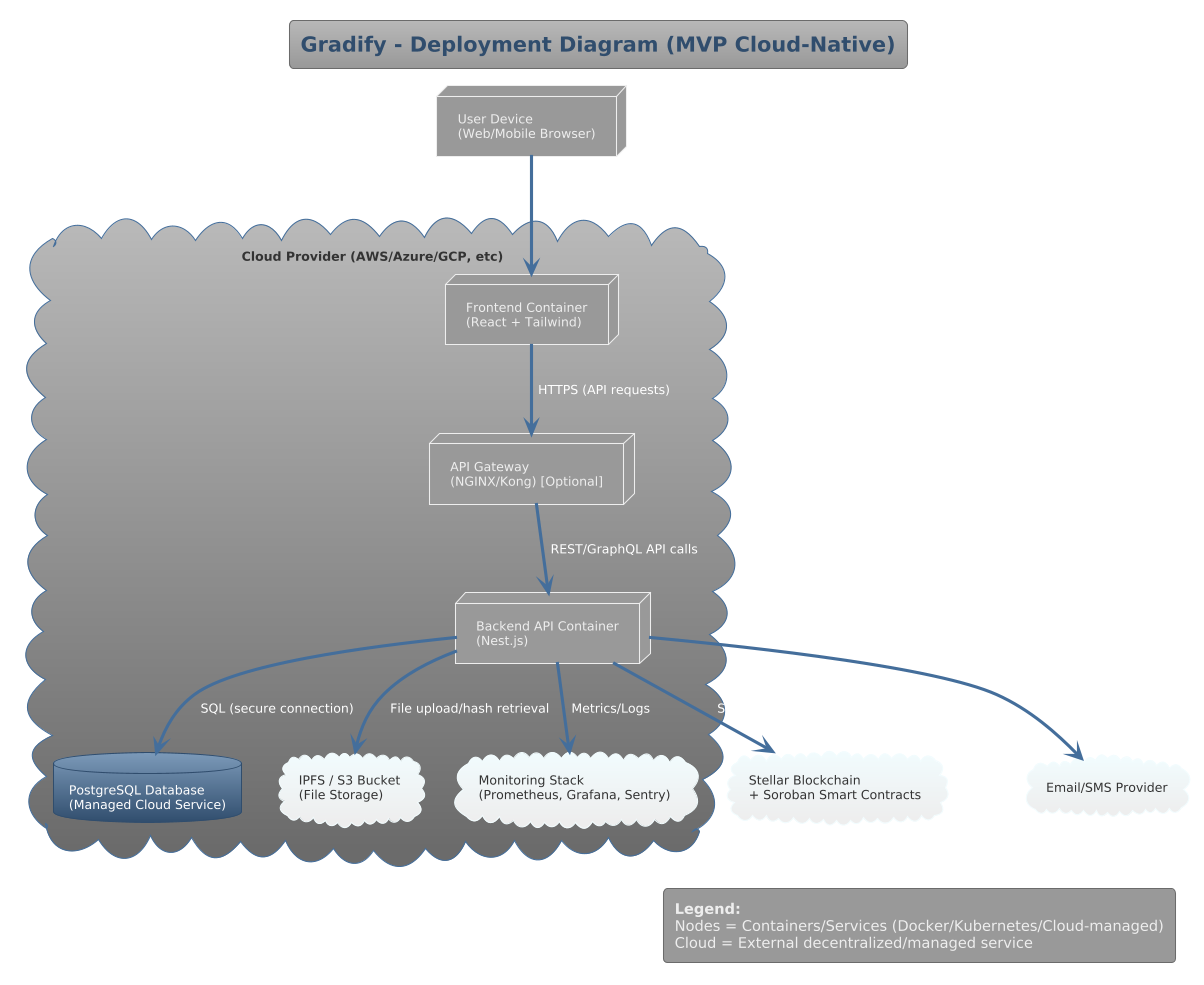 Gradify - Deployment Diagram (MVP Cloud-Native)
User Device
(Web/Mobile Browser)
Cloud Provider (AWS/Azure/GCP, etc)
Frontend Container
(React + Tailwind)
HTTPS (API requests)
API Gateway
(NGINX/Kong) [Optional]
REST/GraphQL API calls
Backend API Container
(Nest.js)
SQL (secure connection)
File upload/hash retrieval
Metrics/Logs
PostgreSQL Database
(Managed Cloud Service)
IPFS / S3 Bucket
(File Storage)
Monitoring Stack
(Prometheus, Grafana, Sentry)
Stellar Blockchain
+ Soroban Smart Contracts
Email/SMS Provider
Legend:
Nodes = Containers/Services (Docker/Kubernetes/Cloud-managed)
Cloud = External decentralized/managed service